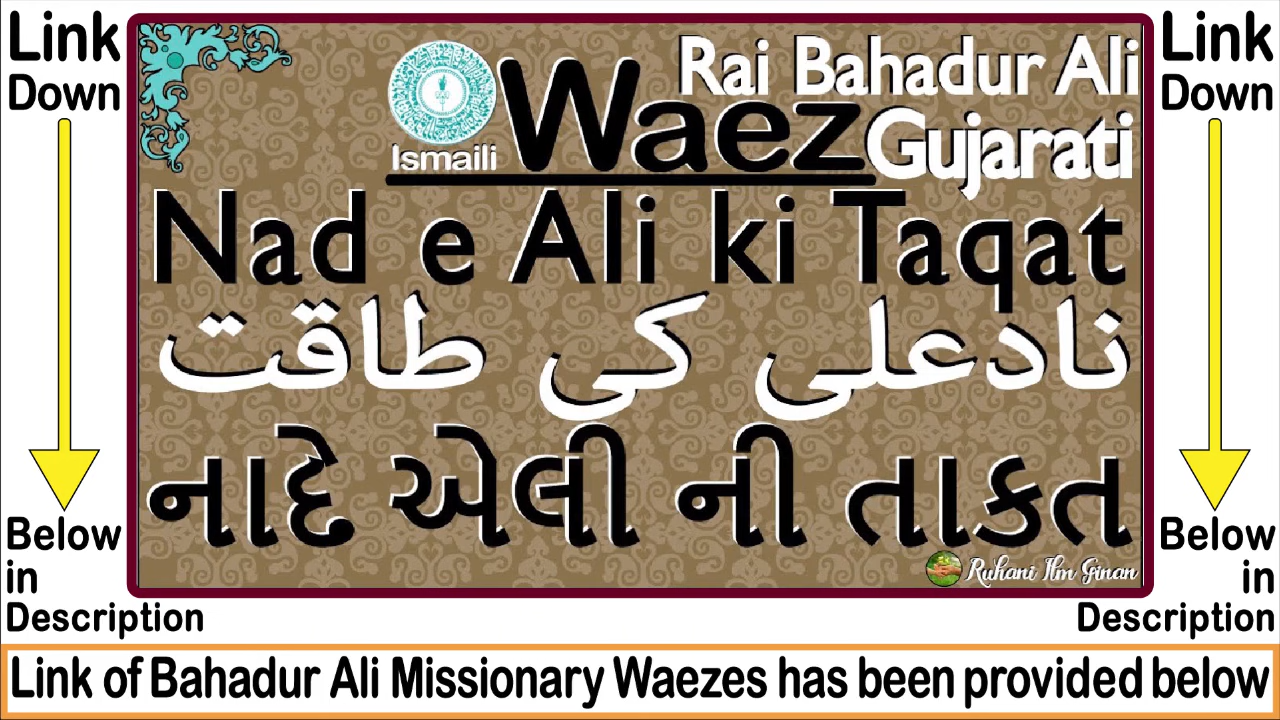 Link
Down
Below
in
Description
Ismaili
Waez
Rai Bahadur Ali
Gujarati
Nad e Ali ki Taqat
نادعلی کی طاقت
નાદે એલી ની તાકત
Ruhani Ilm Ginan
Link
Down
Below
in
Description
Link of Bahadur Ali Missionary Waezes has been provided below